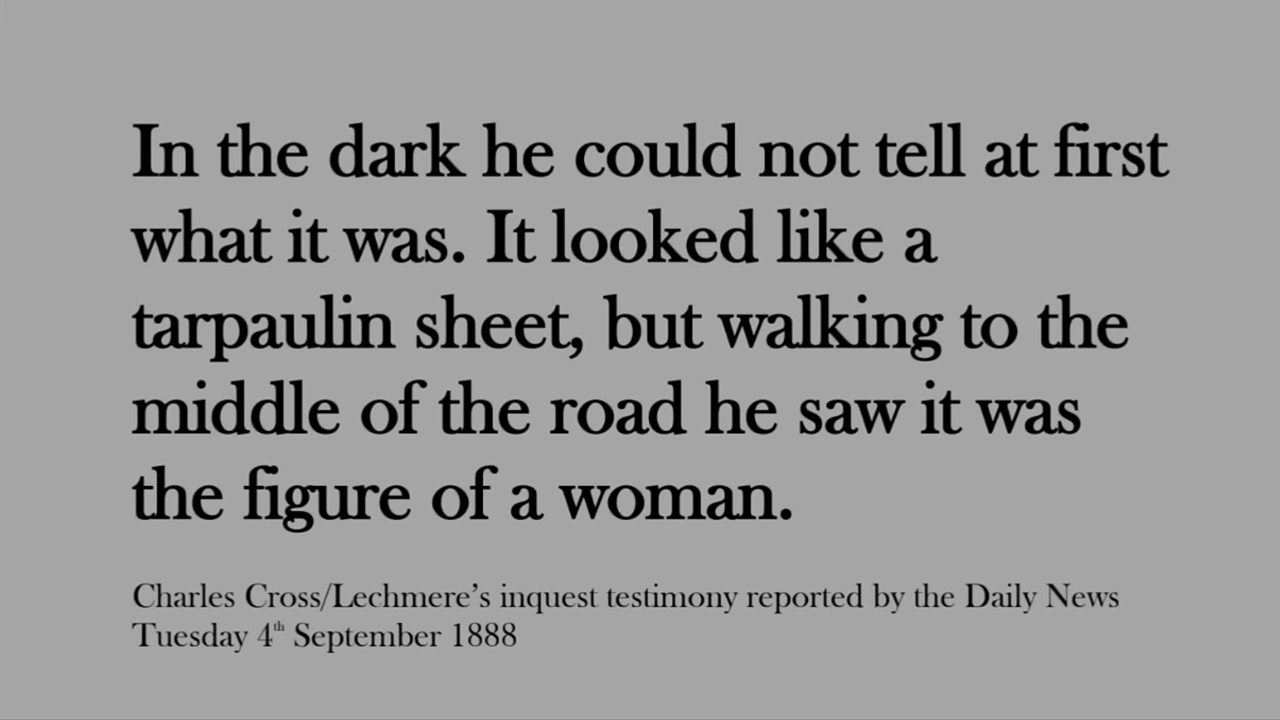 In the dark he could not tell at first
what it was. It looked like a
tarpaulin sheet, but walking to the
middle of the road he saw it was
the figure of a woman.
Charles Cross/Lechmere’s inquest testimony reported by the Daily News
Tuesday 4th September 1888